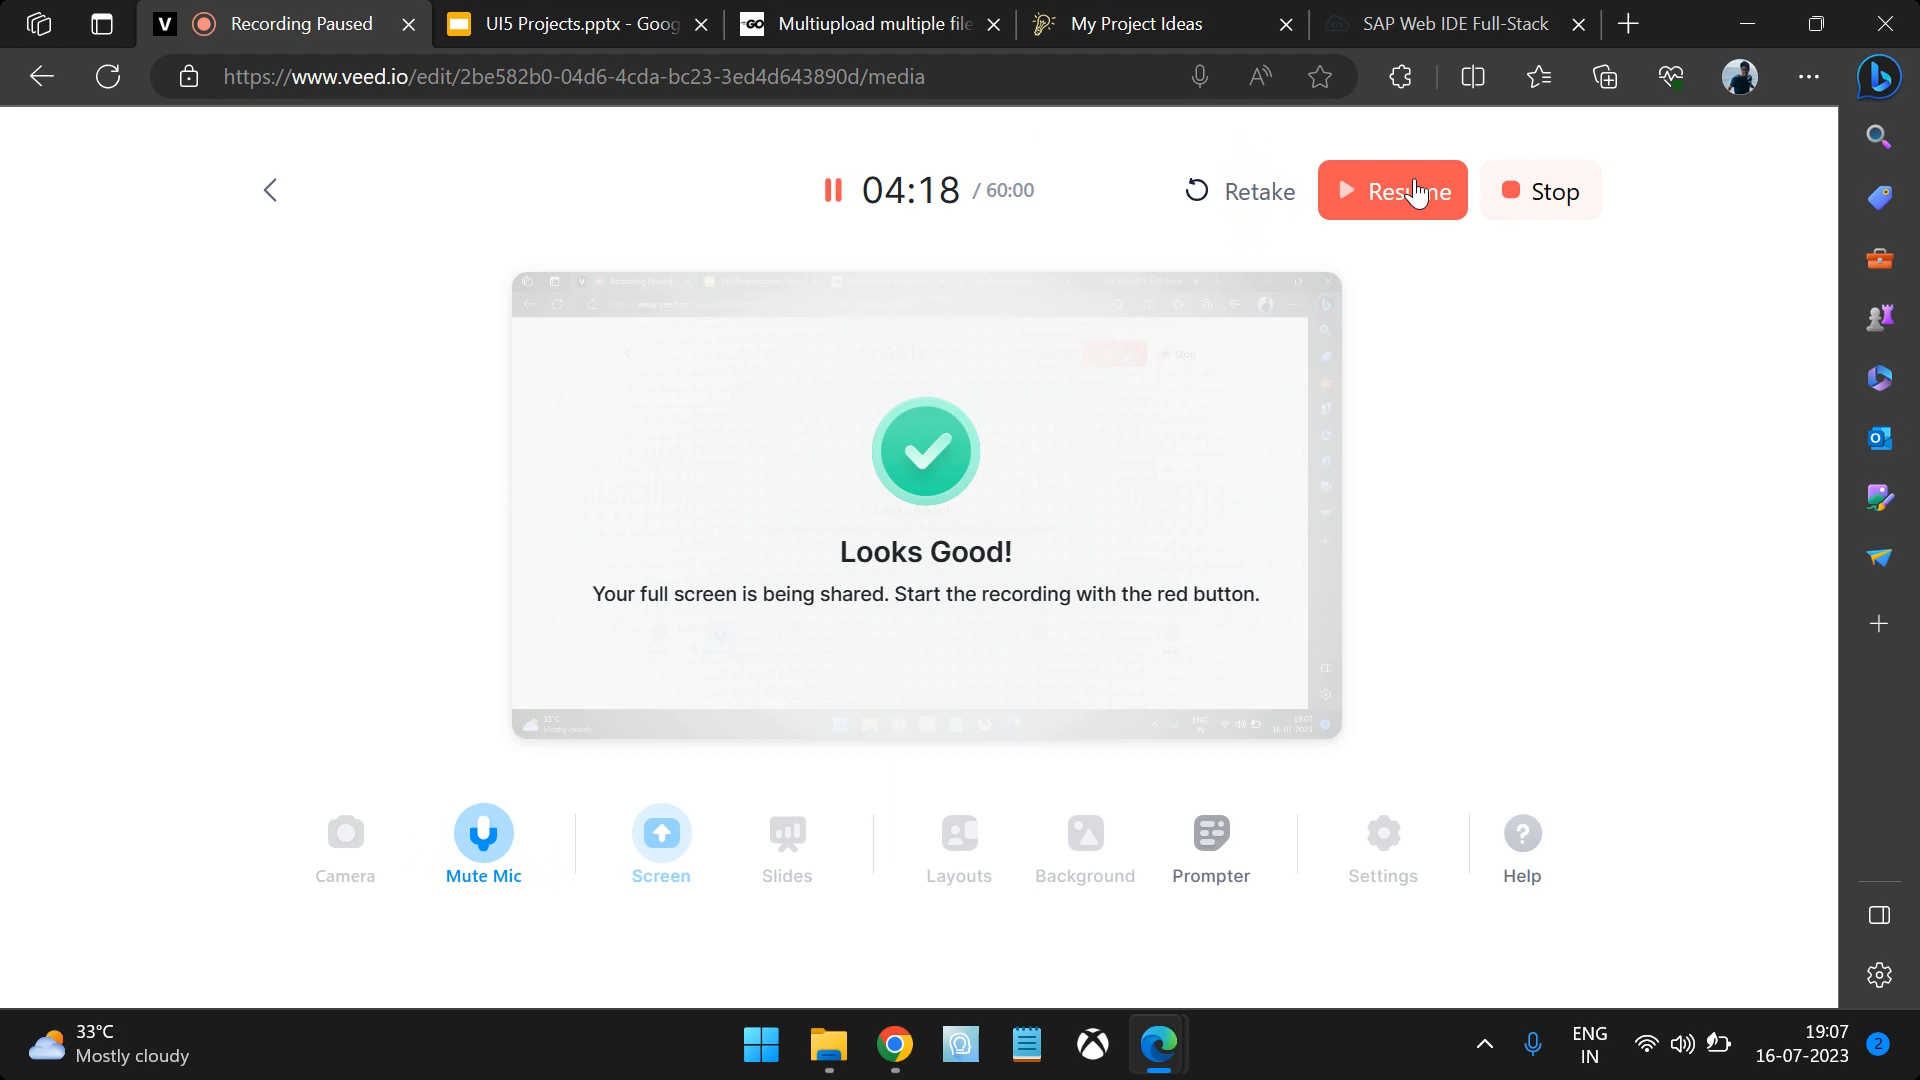 Recording Paused
UI5 Projects.pptx - Goog
GO
Multiupload multiple file
My Project Ideas
SAP Web IDE Full-Stack
https://www.veed.io/edit/2be582b0-04d6-4cda-bc23-3ed4d643890d/media
04:18 / 60:00
Retake
Resume
Stop
Looks Good!
Your full screen is being shared. Start the recording with the red button.
Camera
Mute Mic
Screen
Slides
Layouts
Background
Prompter
Settings
Help
33°C
Mostly cloudy
ENG
IN
19:07
16-07-2023
2